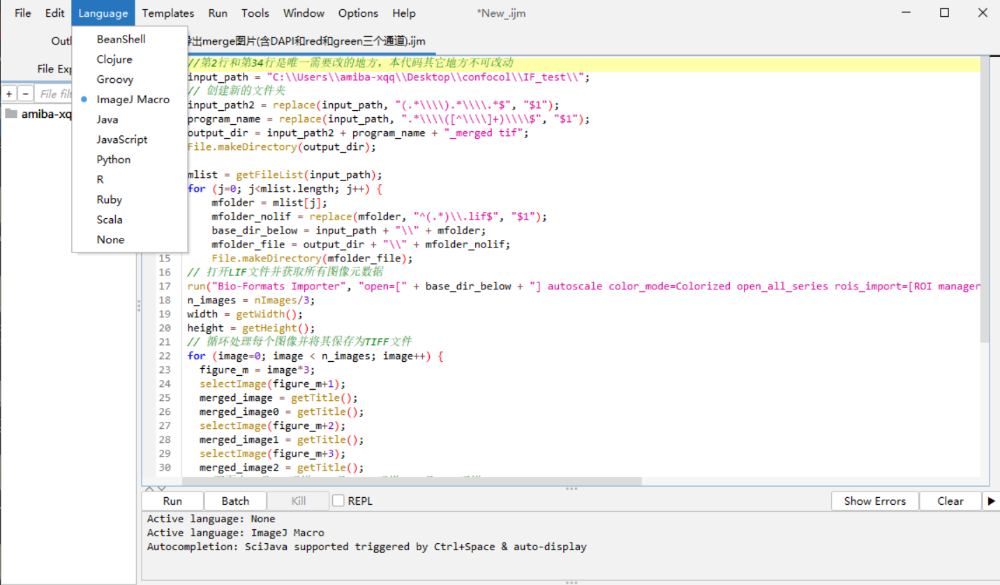 File Edit Language Templates Run Tools Window Options Help *New_.ijm
BeanShell
Clojure
Groovy
ImageJ Macro
Java
JavaScript
Python
R
Ruby
Scala
None
出merge图片(含DAPI和red和green三个通道).ijm
+ - File filt
amiba-xq
//第2行和第34行是唯一需要改的地方，本代码其它地方不可改动
input_path = "C:\\Users\\amiba-xqq\\Desktop\\confocol\\IF_test\\";
// 创建新的文件夹
input_path2 = replace(input_path, "(.*\\\\).*\\\\.*$", "$1");
program_name = replace(input_path, ".*\\\\([^\\\\]+)\\\\$", "$1");
output_dir = input_path2 + program_name + "_merged tif";
File.makeDirectory(output_dir);
mlist = getFileList(input_path);
for (j=0; j<mlist.length; j++) {
mfolder = mlist[j];
mfolder_nolif = replace(mfolder, "^(.*)\\.lif$", "$1");
base_dir_below = input_path + "\\" + mfolder;
mfolder_file = output_dir + "\\" + mfolder_nolif;
15 File.makeDirectory(mfolder_file);
16 // 打开LIF文件并获取所有图像元数据
17 run("Bio-Formats Importer", "open=[" + base_dir_below + "] autoscale color_mode=Colorized open_all_series rois_import=[ROI manager
18 n_images = nImages/3;
19 width = getWidth();
20 height = getHeight();
21 // 循环处理每个图像并将其保存为TIFF文件
22 for (image=0; image < n_images; image++) {
23 figure_m = image*3;
24 selectImage(figure_m+1);
25 merged_image = getTitle();
26 merged_image0 = getTitle();
27 selectImage(figure_m+2);
28 merged_image1 = getTitle();
29 selectImage(figure_m+3);
30 merged_image2 = getTitle();
Run Batch Kill REPL Show Errors Clear
Active language: None
Active language: ImageJ Macro
Autocompletion: SciJava supported triggered by Ctrl+Space & auto-display